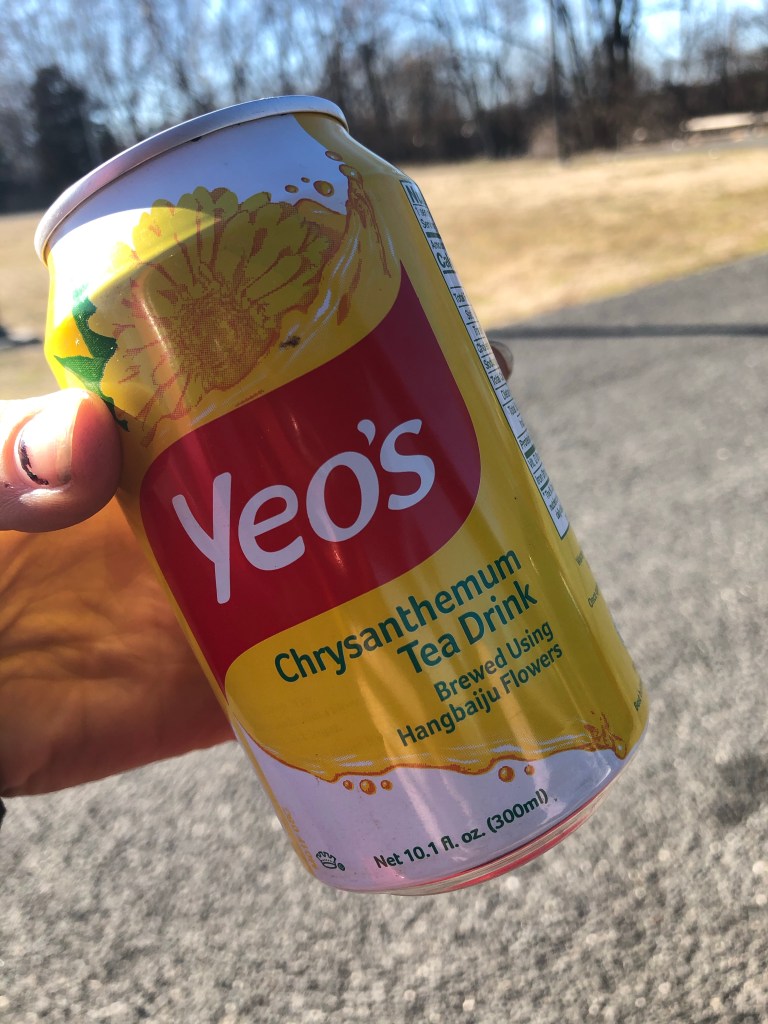 Yeo's
Chrysanthemum
Tea Drink
Brewed Using
Hangbaiju Flowers
Net 10.1 fl. oz. (300ml)